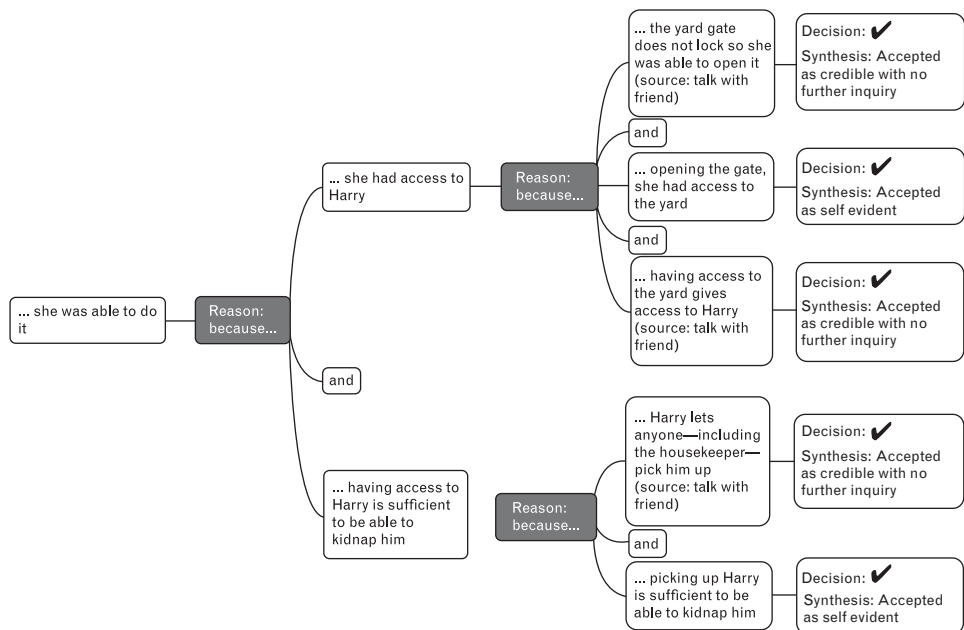 ... she was able to do
it
Reason:
because...
... she had access to
Harry
and
... having access to
Harry is sufficient
to be able to
kidnap him
Reason:
because...
... the yard gate
does not lock so she
was able to open it
(source: talk with
friend)
Decision: ✔
Synthesis: Accepted
as credible with no
further inquiry
and
... opening the gate,
she had access to
the yard
Decision: ✔
Synthesis: Accepted
as self evident
and
... having access to
the yard gives
access to Harry
(source: talk with
friend)
Decision: ✔
Synthesis: Accepted
as credible with no
further inquiry
Reason:
because...
... Harry lets
anyone—including
the housekeeper—
pick him up
(source: talk with
friend)
Decision: ✔
Synthesis: Accepted
as credible with no
further inquiry
and
... picking up Harry
is sufficient to be
able to kidnap him
Decision: ✔
Synthesis: Accepted
as self evident